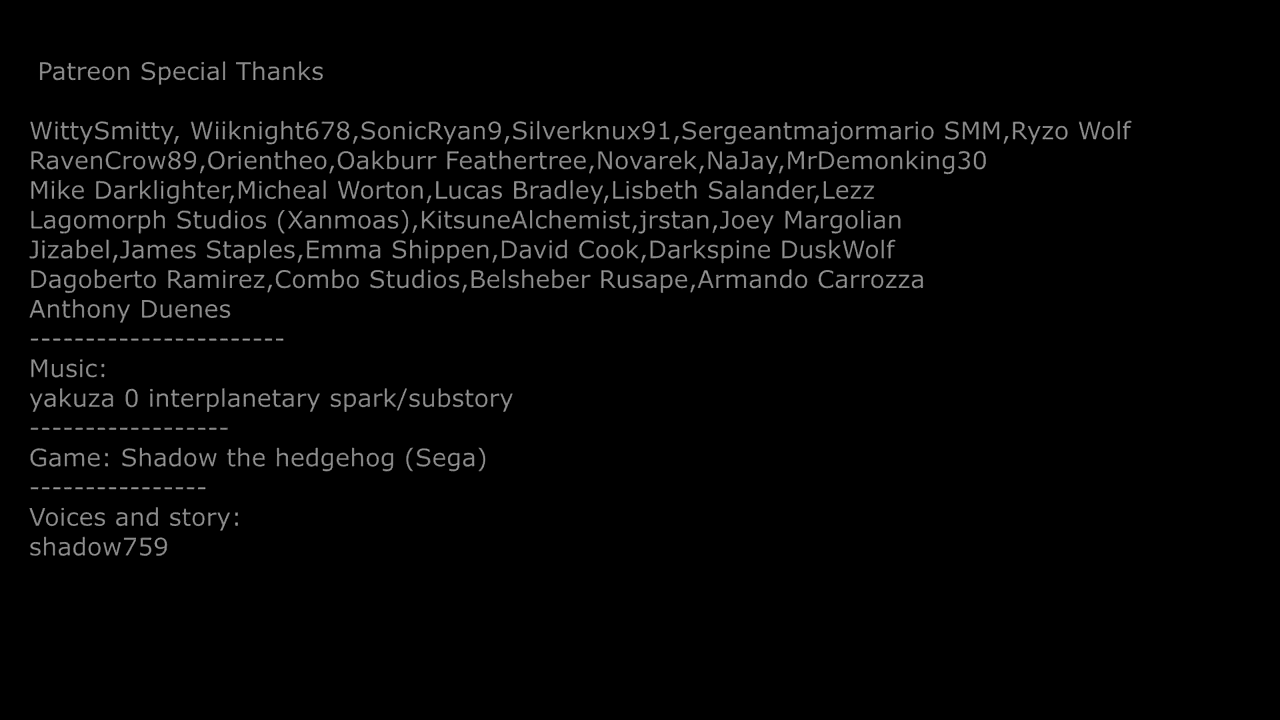 Patreon Special Thanks
WittySmitty, Wiiknight678,SonicRyan9,Silverknux91,Sergeantmajormario SMM,Ryzo Wolf
RavenCrow89,Orientheo,Oakburr Feathertree,Novarek,NaJay,MrDemonking30
Mike Darklighter,Micheal Worton,Lucas Bradley,Lisbeth Salander,Lezz
Lagomorph Studios (Xanmoas),KitsuneAlchemist,jrstan,Joey Margolian
Jizabel,James Staples,Emma Shippen,David Cook,Darkspine DuskWolf
Dagoberto Ramirez,Combo Studios,Belsheber Rusape,Armando Carrozza
Anthony Duenes
-----------------------
Music:
yakuza 0 interplanetary spark/substory
------------------
Game: Shadow the hedgehog (Sega)
----------------
Voices and story:
shadow759